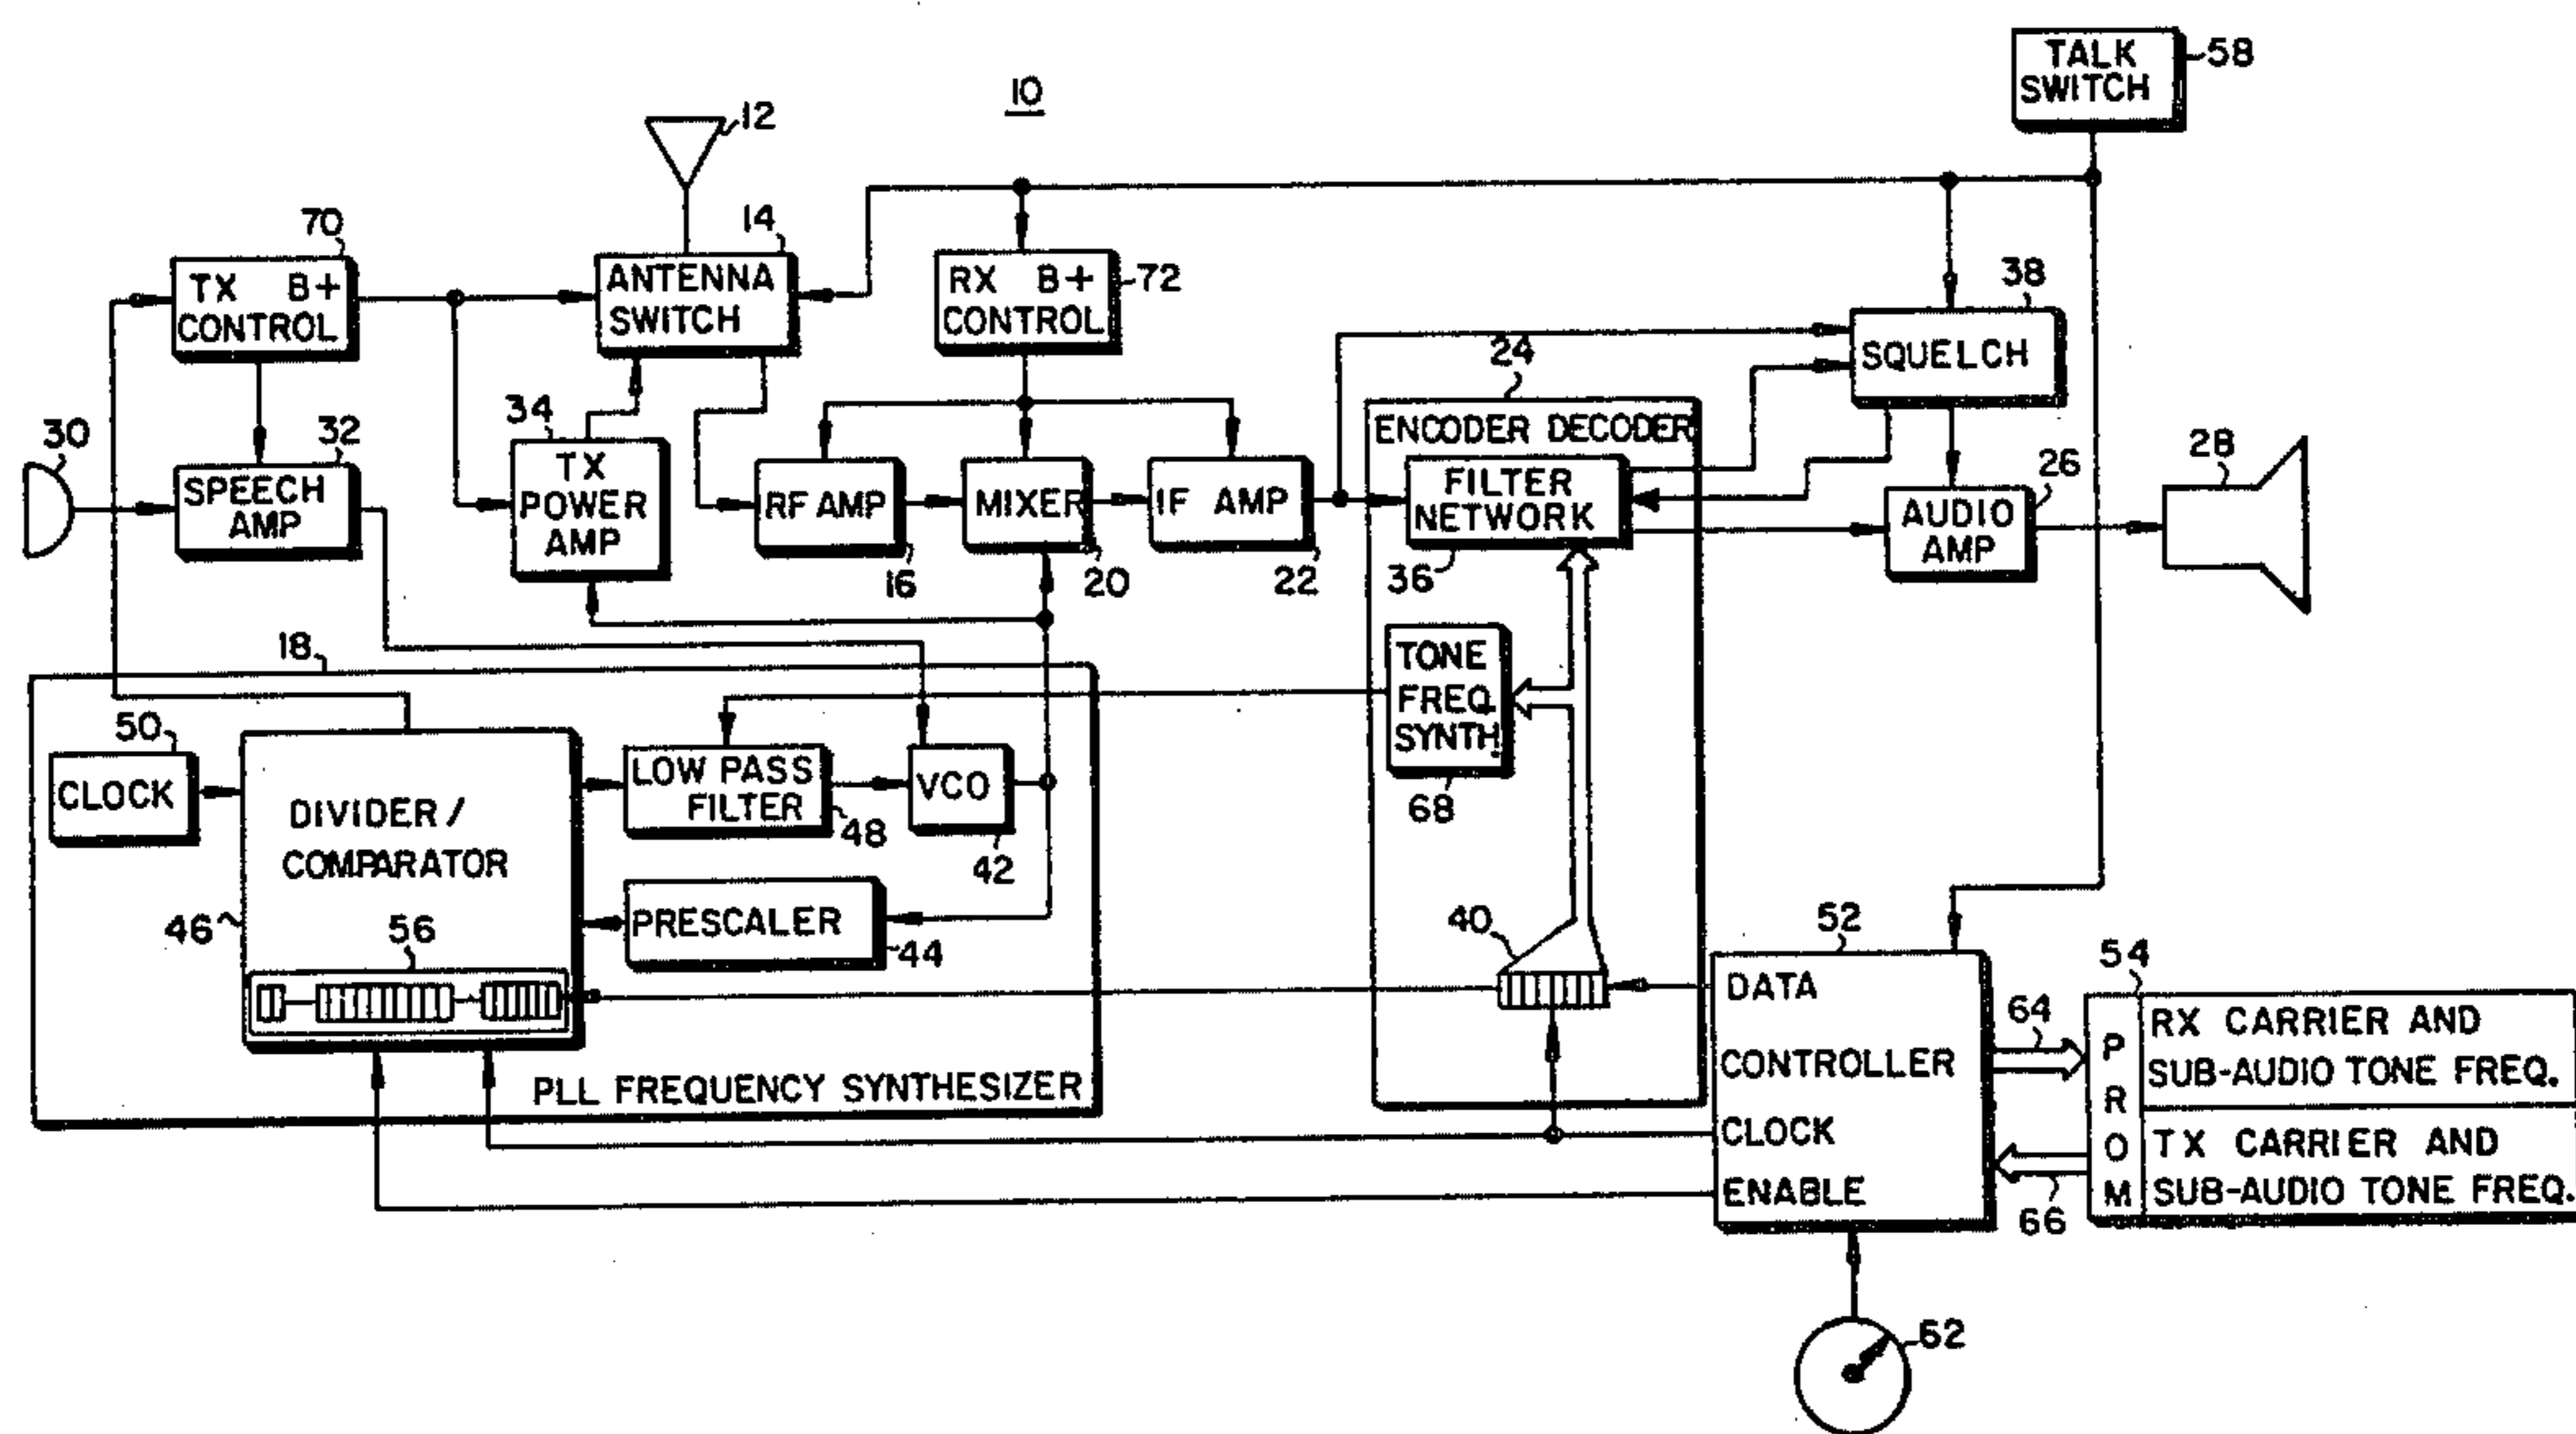 10
TALK
SWITCH
58
12
70
TX B+
CONTROL
14
ANTENNA
SWITCH
RX B+
CONTROL
72
38
SQUELCH
24
ENCODER DECODER
30
32
SPEECH
AMP
34
TX
POWER
AMP
RF AMP
16
MIXER
20
IF AMP
22
FILTER
NETWORK
36
AUDIO
AMP
26
28
18
TONE
FREQ.
SYNTH.
68
50
CLOCK
DIVIDER/
COMPARATOR
46
56
LOW PASS
FILTER
48
VCO
42
PRESCALER
44
PLL FREQUENCY SYNTHESIZER
40
52
DATA
CONTROLLER
CLOCK
ENABLE
64
66
54
PROM
RX CARRIER AND
SUB-AUDIO TONE FREQ.
TX CARRIER AND
SUB-AUDIO TONE FREQ.
62